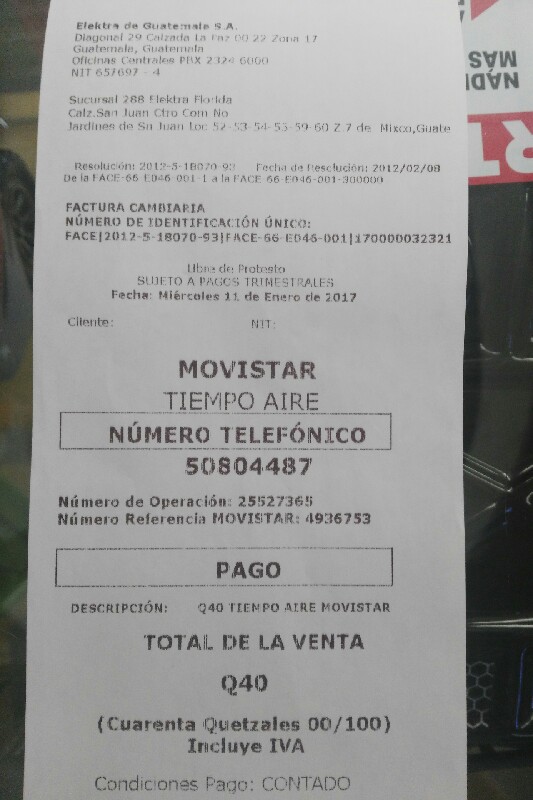 Elektra de Guatemala S.A.
Diagonal 29 Calzada La Paz 00-22 Zona 17
Guatemala, Guatemala
Oficinas Centrales PBX 2324 6000
NIT 657697 - 4
Sucursal 288 Elektra Florida
Calz.San Juan Ctro Com No
Jardines de Sn Juan Loc 52-53-54-55-59-60 Z.7 de Mixco,Guate
Resolución: 2012-5-18070-93 Fecha de Resolución: 2012/02/08
De la FACE-66-E046-001-1 a la FACE-66-E046-001-300000
FACTURA CAMBIARIA
NÚMERO DE IDENTIFICACIÓN ÚNICO:
FACE|2012-5-18070-93|FACE-66-E046-001|170000032321
Libre de Protesto
SUJETO A PAGOS TRIMESTRALES
Fecha: Miércoles 11 de Enero de 2017
Cliente: NIT:
MOVISTAR
TIEMPO AIRE
NÚMERO TELEFÓNICO
50804487
Número de Operación: 25527365
Número Referencia MOVISTAR: 4936753
PAGO
DESCRIPCIÓN: Q40 TIEMPO AIRE MOVISTAR
TOTAL DE LA VENTA
Q40
(Cuarenta Quetzales 00/100)
Incluye IVA
Condiciones Pago: CONTADO
NADI
MÁS
RT